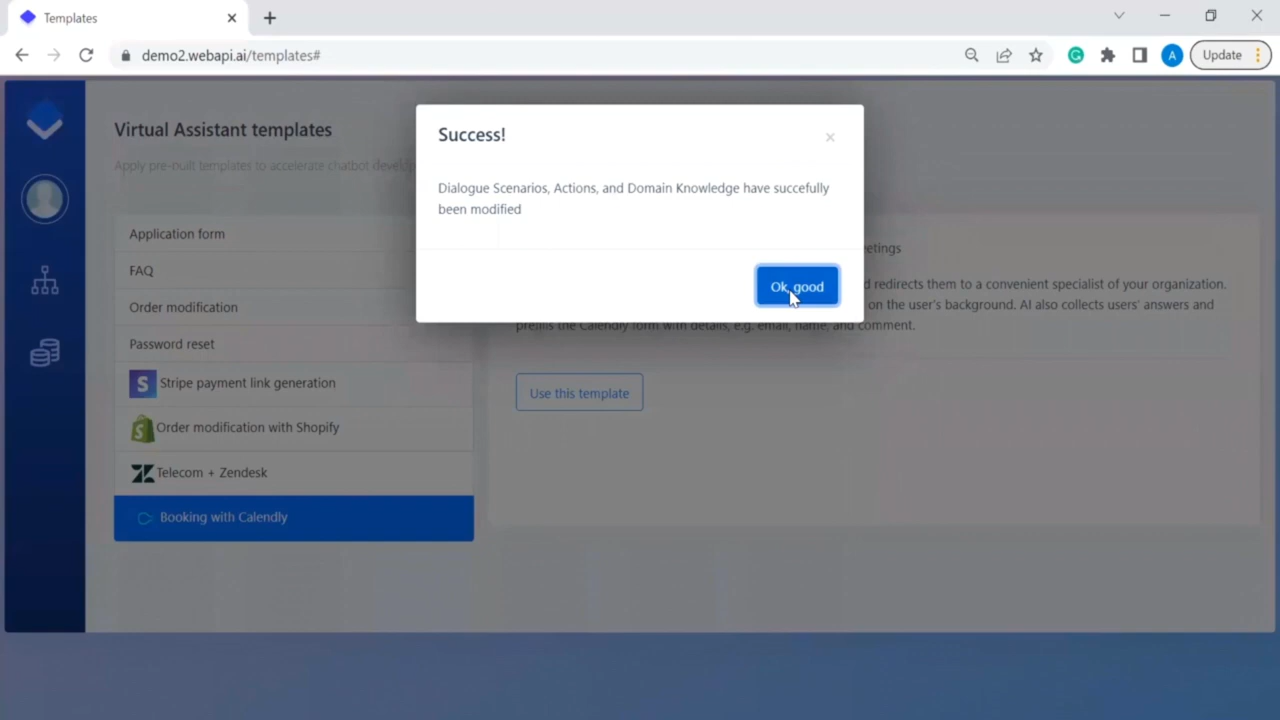 Templates
demo2.webapi.ai/templates#
A
Update
Virtual Assistant templates
Apply pre-built templates to accelerate chatbot
Success!
Dialogue Scenarios, Actions, and Domain Knowledge have succefully
been modified
Ok, good
Application form
FAQ
Order modification
Password reset
S Stripe payment link generation
Order modification with Shopify
Telecom + Zendesk
Booking with Calendly
redirects them to a convenient specialist of your organization.
on the user's background. AI also collects users' answers and
prefills the Calendly form with details, e.g. email, name, and comment.
Use this template